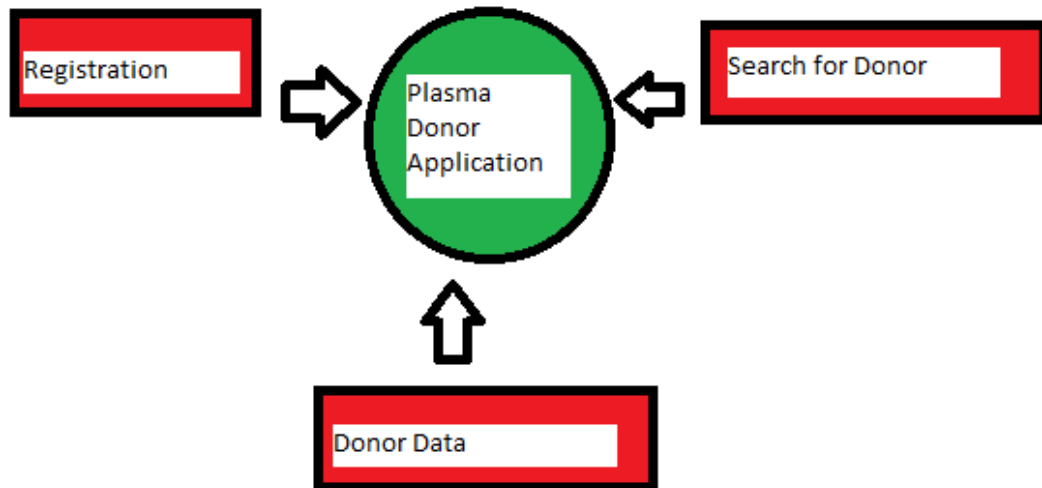 Registration
Plasma
Donor
Application
Search for Donor
Donor Data